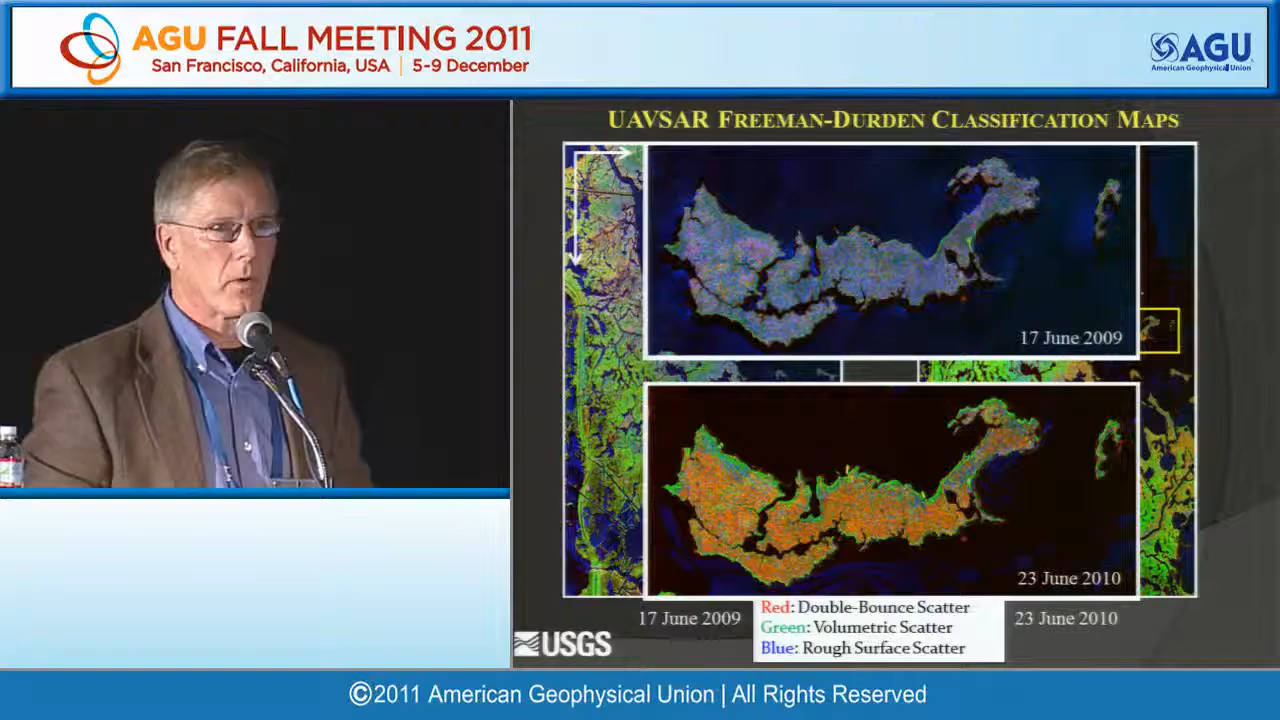 AGU FALL MEETING 2011
San Francisco, California, USA | 5-9 December
AGU
American Geophysical Union
UAVSAR FREEMAN-DURDEN CLASSIFICATION MAPS
17 June 2009
23 June 2010
17 June 2009
23 June 2010
Red: Double-Bounce Scatter
Green: Volumetric Scatter
Blue: Rough Surface Scatter
USGS
©2011 American Geophysical Union | All Rights Reserved